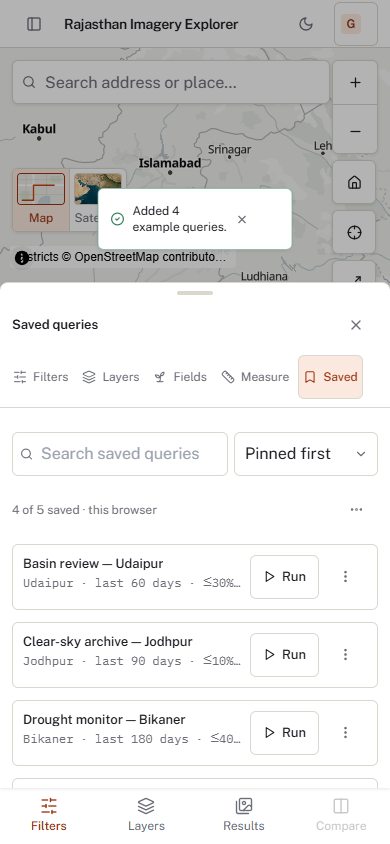 Rajasthan Imagery Explorer
G
Search address or place…
Kabul
Srinagar
Leh
Islamabad
Map
Sate
Added 4
example queries.
stricts © OpenStreetMap contributo…
Ludhiana
Saved queries
Filters
Layers
Fields
Measure
Saved
Search saved queries
Pinned first
4 of 5 saved · this browser
Basin review — Udaipur
Udaipur · last 60 days · ≤30%…
Run
Clear-sky archive — Jodhpur
Jodhpur · last 90 days · ≤10%…
Run
Drought monitor — Bikaner
Bikaner · last 180 days · ≤40…
Run
Filters
Layers
Results
Compare